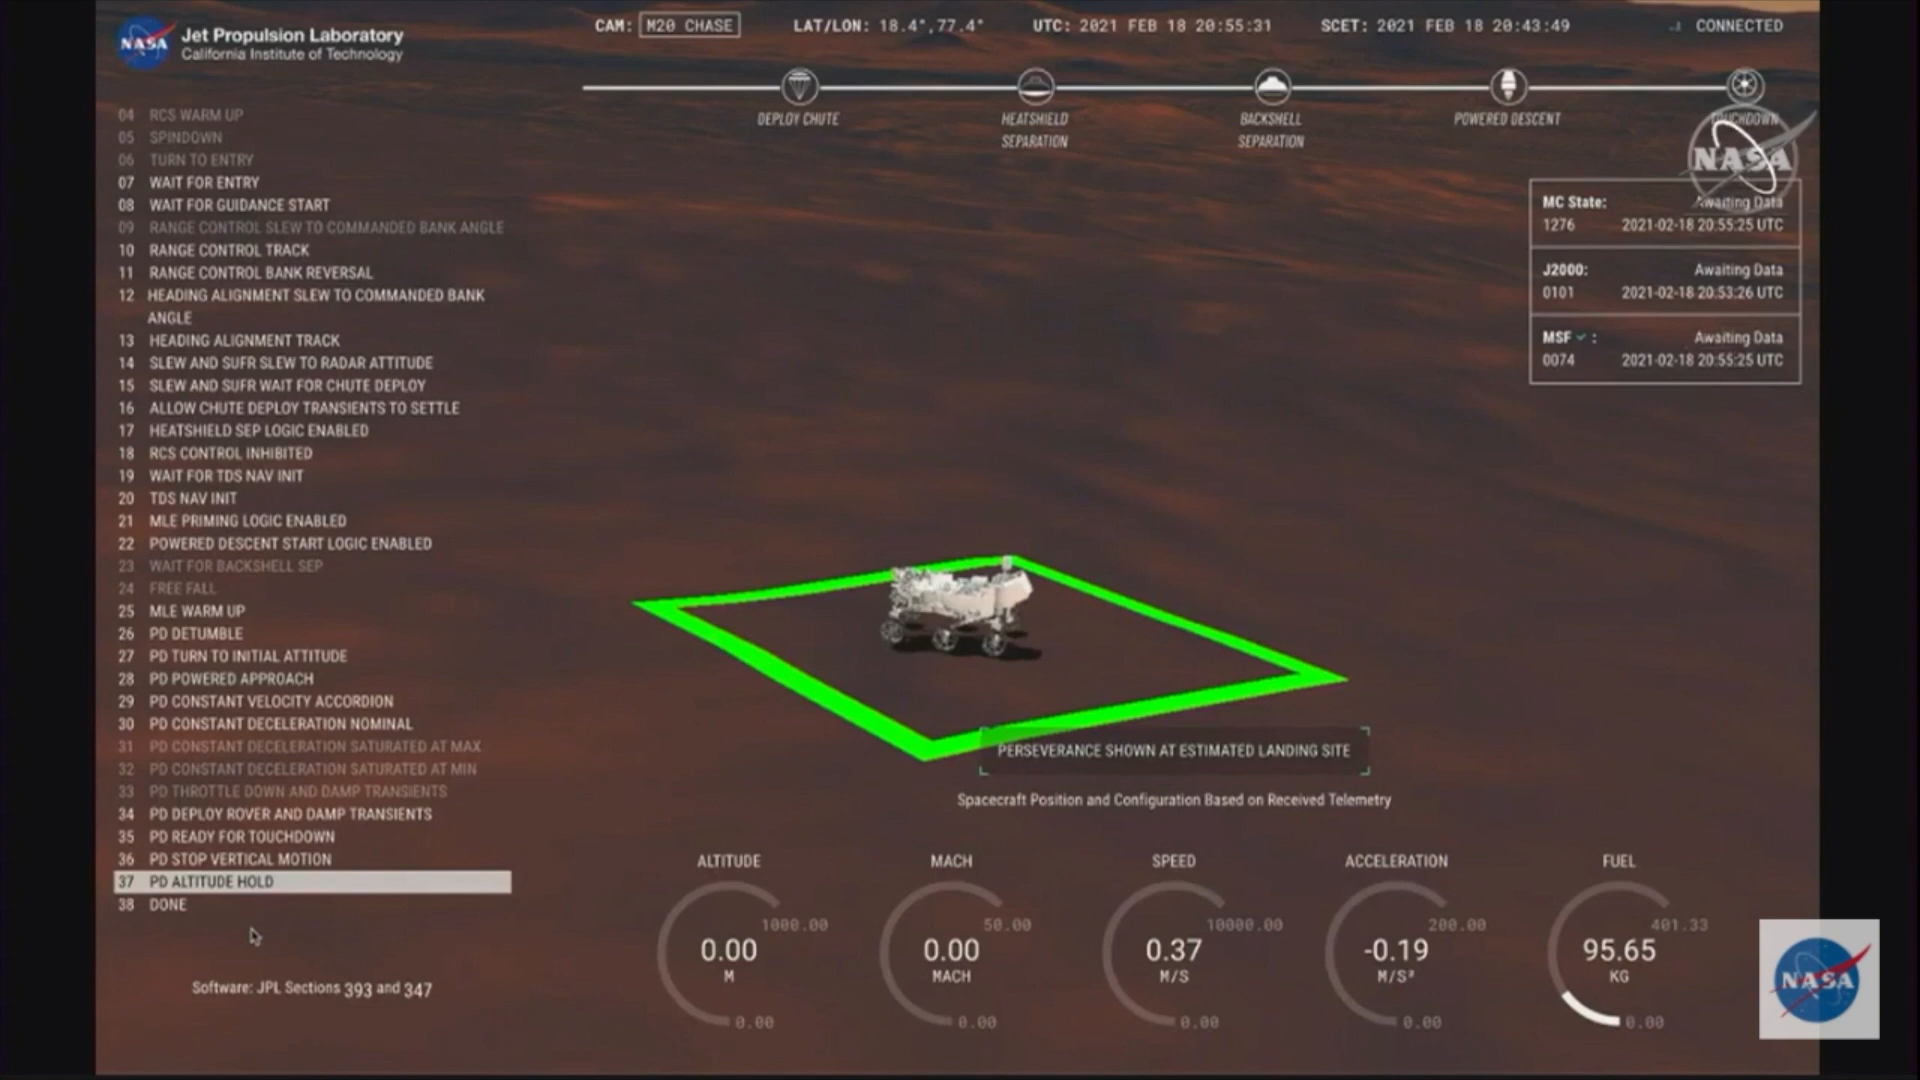 NASA
Jet Propulsion Laboratory
California Institute of Technology
CAM: M20 CHASE LAT/LON: 18.4°,77.4° UTC: 2021 FEB 18 20:55:31 SCET: 2021 FEB 18 20:43:49 CONNECTED
DEPLOY CHUTE
HEATSHIELD
SEPARATION
BACKSHELL
SEPARATION
POWERED DESCENT
TOUCHDOWN
NASA
04 RCS WARM UP
05 SPINDOWN
06 TURN TO ENTRY
07 WAIT FOR ENTRY
08 WAIT FOR GUIDANCE START
09 RANGE CONTROL SLEW TO COMMANDED BANK ANGLE
10 RANGE CONTROL TRACK
11 RANGE CONTROL BANK REVERSAL
12 HEADING ALIGNMENT SLEW TO COMMANDED BANK
ANGLE
13 HEADING ALIGNMENT TRACK
14 SLEW AND SUFR SLEW TO RADAR ATTITUDE
15 SLEW AND SUFR WAIT FOR CHUTE DEPLOY
16 ALLOW CHUTE DEPLOY TRANSIENTS TO SETTLE
17 HEATSHIELD SEP LOGIC ENABLED
18 RCS CONTROL INHIBITED
19 WAIT FOR TDS NAV INIT
20 TDS NAV INIT
21 MLE PRIMING LOGIC ENABLED
22 POWERED DESCENT START LOGIC ENABLED
23 WAIT FOR BACKSHELL SEP
24 FREE FALL
25 MLE WARM UP
26 PD DETUMBLE
27 PD TURN TO INITIAL ATTITUDE
28 PD POWERED APPROACH
29 PD CONSTANT VELOCITY ACCORDION
30 PD CONSTANT DECELERATION NOMINAL
31 PD CONSTANT DECELERATION SATURATED AT MAX
32 PD CONSTANT DECELERATION SATURATED AT MIN
33 PD THROTTLE DOWN AND DAMP TRANSIENTS
34 PD DEPLOY ROVER AND DAMP TRANSIENTS
35 PD READY FOR TOUCHDOWN
36 PD STOP VERTICAL MOTION
37 PD ALTITUDE HOLD
38 DONE
Software: JPL Sections 393 and 347
MC State: Awaiting Data
1276 2021-02-18 20:55:25 UTC
J2000: Awaiting Data
0101 2021-02-18 20:53:26 UTC
MSF : Awaiting Data
0074 2021-02-18 20:55:25 UTC
PERSEVERANCE SHOWN AT ESTIMATED LANDING SITE
Spacecraft Position and Configuration Based on Received Telemetry
ALTITUDE MACH SPEED ACCELERATION FUEL
1000.00 50.00 10000.00 200.00 401.33
0.00 0.00 0.37 -0.19 95.65
M MACH M/S M/S² KG
0.00 0.00 0.00 0.00 0.00
NASA